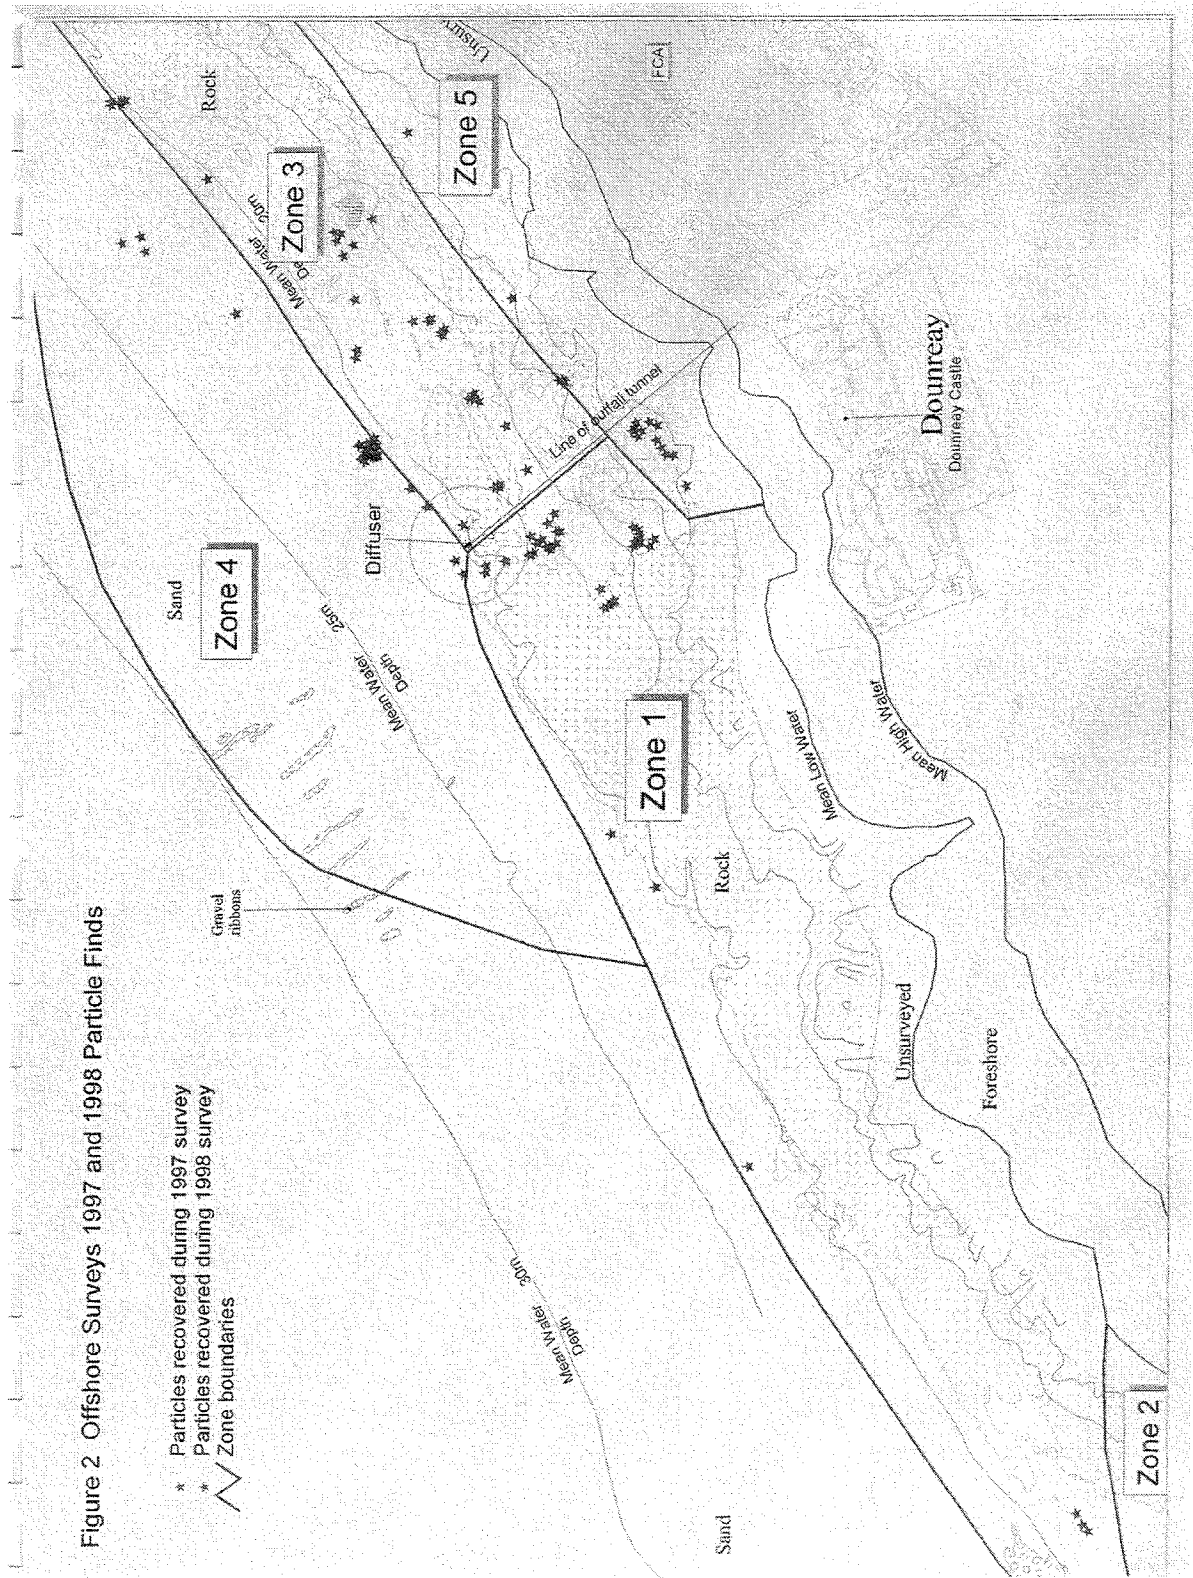 Figure 2 Offshore Surveys 1997 and 1998 Particle Finds
Particles recovered during 1997 survey
Particles recovered during 1998 survey
Zone boundaries
Sand
Mean Water
Depth
30m
Gravel
ribbons
Sand
Zone 4
25m
Mean Water
Depth
Diffuser
Mean Water
De
20m
Zone 3
Rock
Zone 5
Unsurv
FCA
Line of outfall tunnel
Zone 1
Rock
Mean Low Water
Mean High Water
Dounreay
Dounreay Castle
Unsurveyed
Foreshore
Zone 2